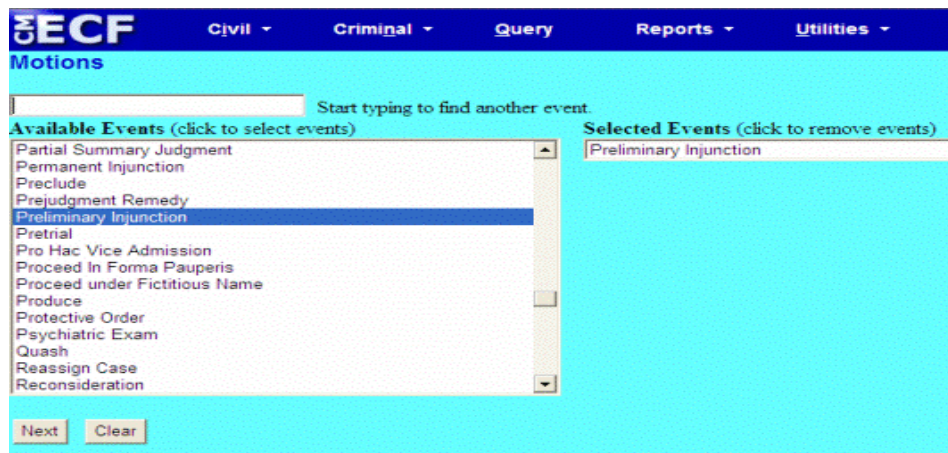 CM ECF Civil Criminal Query Reports Utilities
Motions
Start typing to find another event.
Available Events (click to select events) Selected Events (click to remove events)
Partial Summary Judgment Preliminary Injunction
Permanent Injunction
Preclude
Prejudgment Remedy
Preliminary Injunction
Pretrial
Pro Hac Vice Admission
Proceed In Forma Pauperis
Proceed under Fictitious Name
Produce
Protective Order
Psychiatric Exam
Quash
Reassign Case
Reconsideration
Next Clear